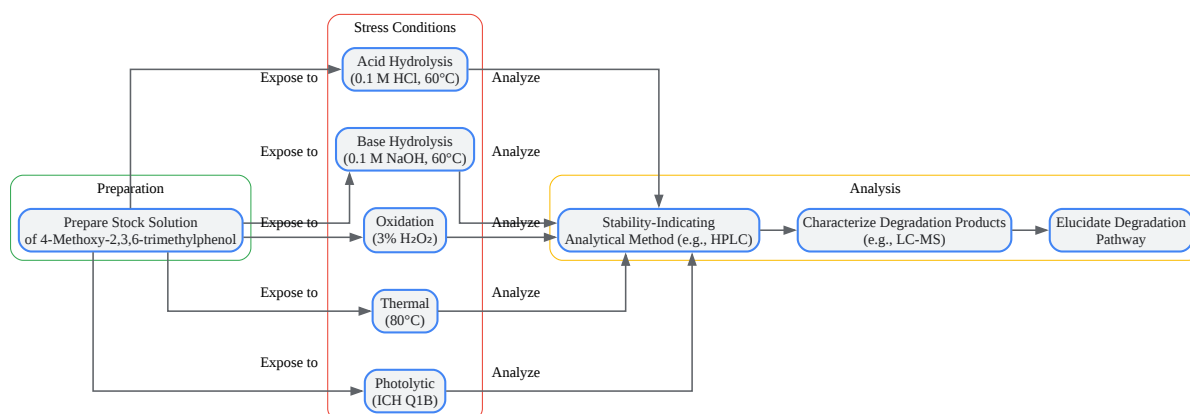 Stress Conditions
Acid Hydrolysis
(0.1 M HCl, 60°C)
Expose to
Analyze
Base Hydrolysis
(0.1 M NaOH, 60°C)
Expose to
Analyze
Preparation
Analysis
Prepare Stock Solution
of 4-Methoxy-2,3,6-trimethylphenol
Expose to
Oxidation
(3% H₂O₂)
Analyze
Stability-Indicating
Analytical Method (e.g., HPLC)
Characterize Degradation Products
(e.g., LC-MS)
Elucidate Degradation
Pathway
Expose to
Thermal
(80°C)
Analyze
Expose to
Photolytic
(ICH Q1B)
Analyze